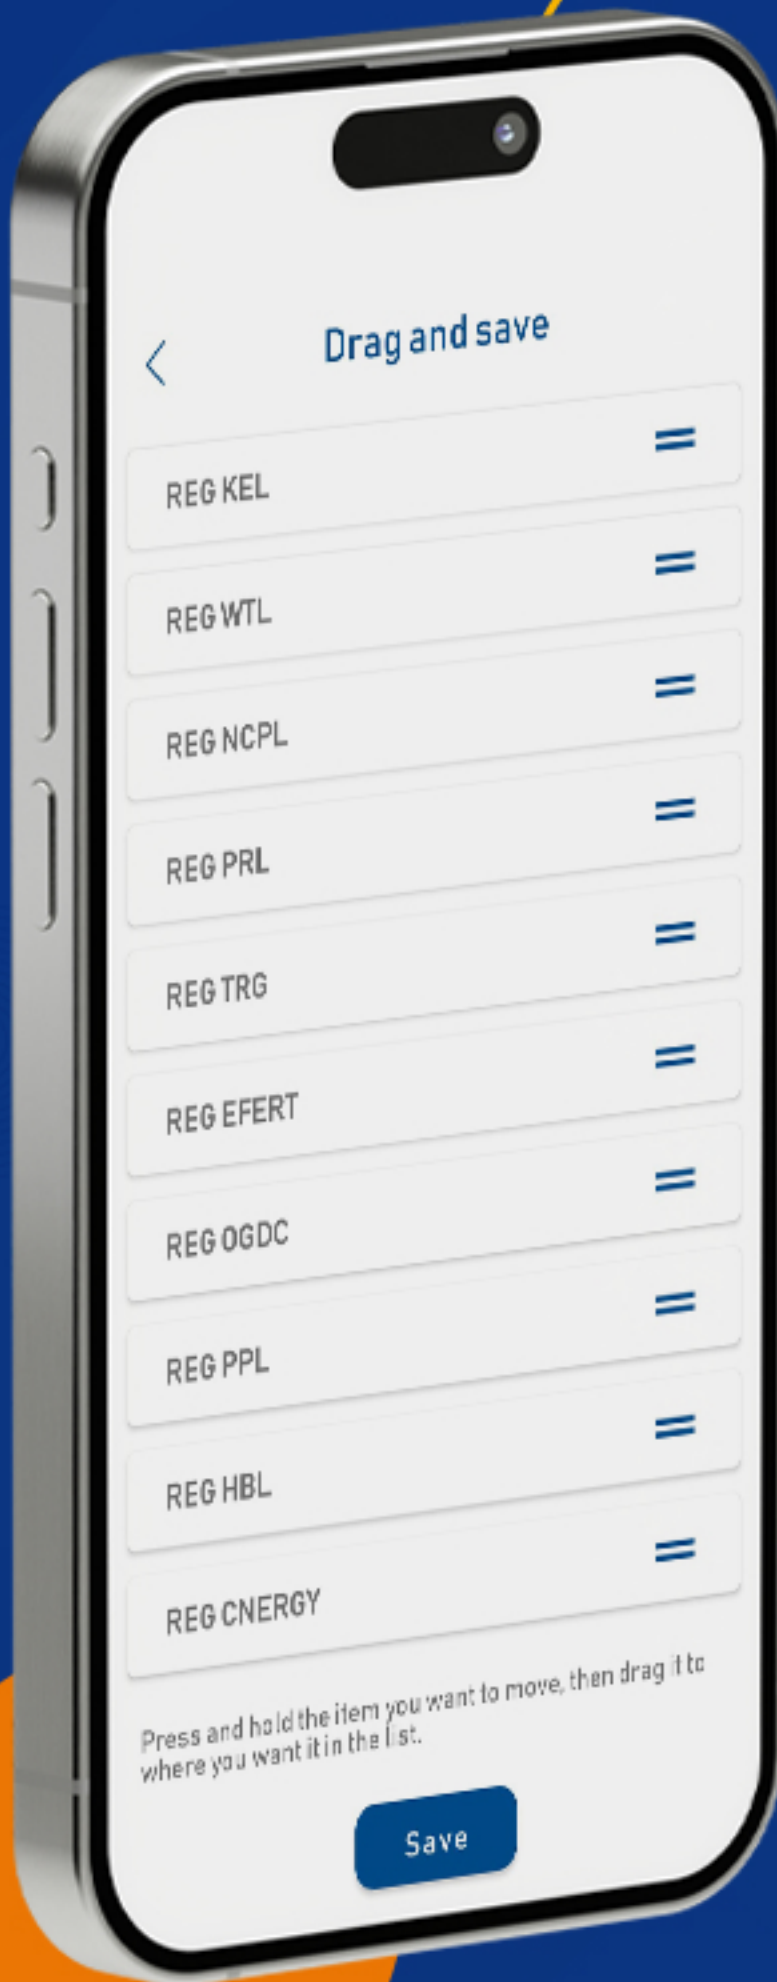 Drag and save
REG KEL
REG WTL
REG NCPL
REG PRL
REG TRG
REG EFERT
REG OGDC
REG PPL
REG HBL
REG CNERGY
Press and hold the item you want to move, then drag it to
where you want it in the list.
Save